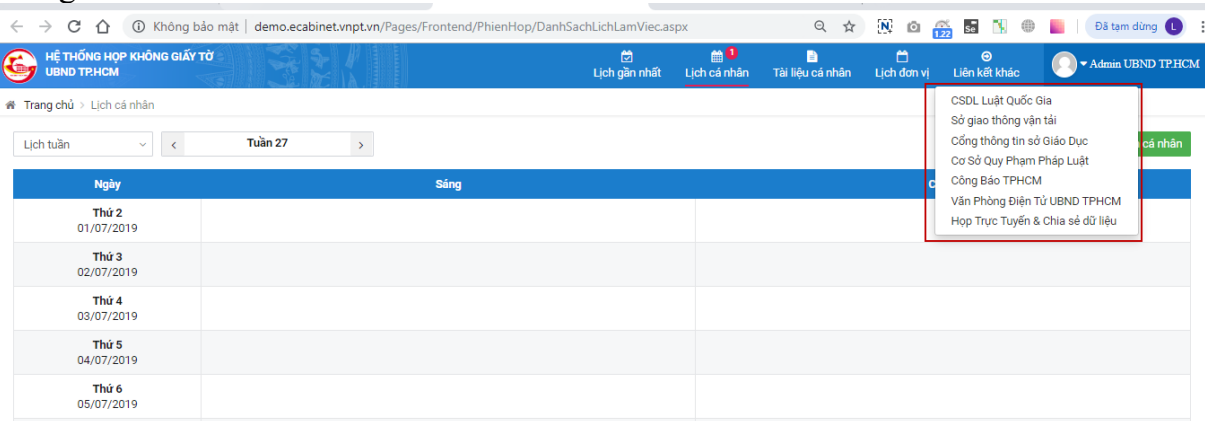 Không bảo mật | demo.ecabinet.vnpt.vn/Pages/Frontend/PhienHop/DanhSachLichLamViec.aspx
1.22
Se
Đã tạm dừng
L
HỆ THỐNG HỌP KHÔNG GIẤY TỜ
UBND TP.HCM
Lịch gần nhất
1
Lịch cá nhân
Tài liệu cá nhân
Lịch đơn vị
Liên kết khác
Admin UBND TP.HCM
Trang chủ > Lịch cá nhân
CSDL Luật Quốc Gia
Sở giao thông vận tải
Cổng thông tin sở Giáo Dục
Cơ Sở Quy Phạm Pháp Luật
Công Báo TPHCM
Văn Phòng Điện Tử UBND TPHCM
Họp Trực Tuyến & Chia sẻ dữ liệu
Lịch tuần
< Tuần 27 >
cá nhân
Ngày Sáng C
Thứ 2
01/07/2019
Thứ 3
02/07/2019
Thứ 4
03/07/2019
Thứ 5
04/07/2019
Thứ 6
05/07/2019